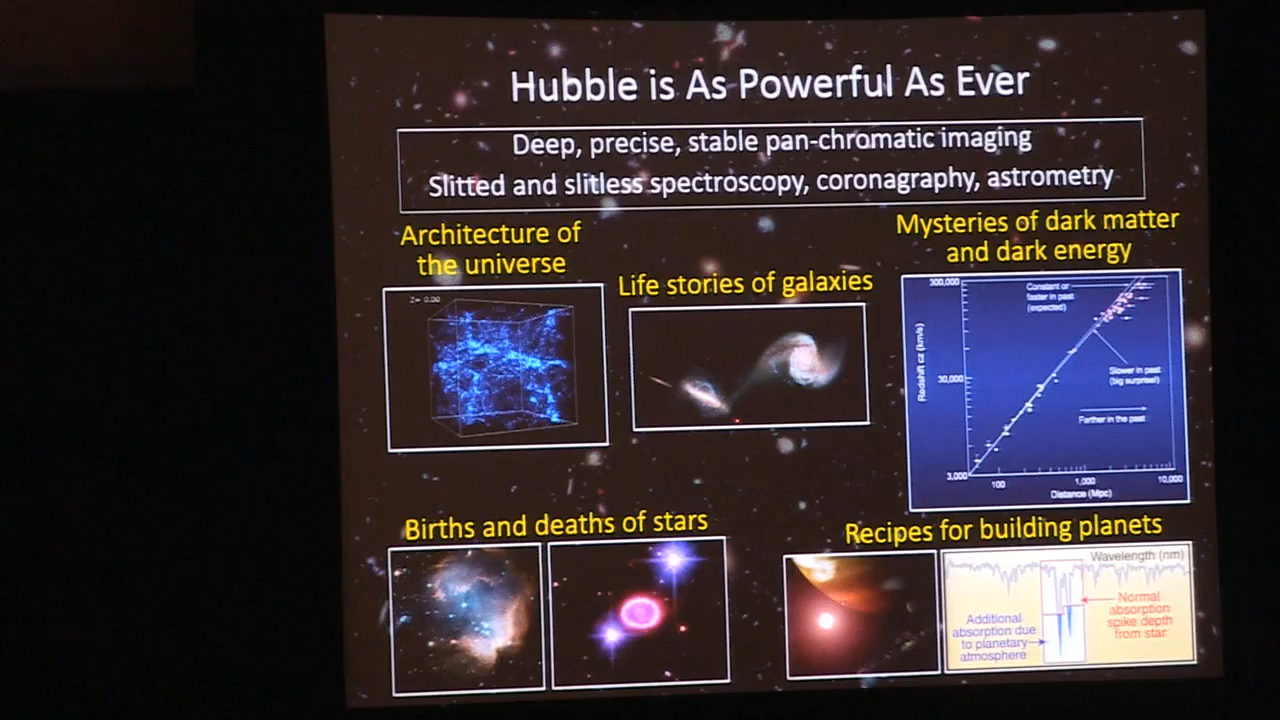 Hubble is As Powerful As Ever
Deep, precise, stable pan-chromatic imaging
Slitted and slitless spectroscopy, coronagraphy, astrometry
Architecture of
the universe
Z= 0.00
Life stories of galaxies
Mysteries of dark matter
and dark energy
300,000
Constant or
faster in past
(expected)
Redshift cz (km/s)
30,000
Slower in past
(big surprise!)
Farther in the past
3,000
100
1,000
10,000
Distance (Mpc)
Births and deaths of stars
Recipes for building planets
Wavelength (nm)
Additional
absorption due
to planetary
atmosphere
Normal
absorption
spike depth
from star